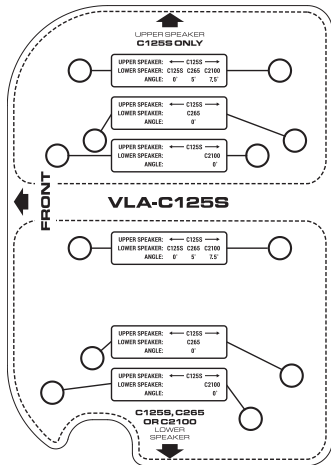 UPPER SPEAKER
C125S ONLY
UPPER SPEAKER: ← C125S →
LOWER SPEAKER: C125S C265 C2100
ANGLE: 0˚ 5˚ 7.5˚
UPPER SPEAKER: ← C125S →
LOWER SPEAKER: C265
ANGLE: 0˚
UPPER SPEAKER: ← C125S →
LOWER SPEAKER: C2100
ANGLE: 0˚
FRONT
VLA-C125S
UPPER SPEAKER: ← C125S →
LOWER SPEAKER: C125S C265 C2100
ANGLE: 0˚ 5˚ 7.5˚
UPPER SPEAKER: ← C125S →
LOWER SPEAKER: C265
ANGLE: 0˚
UPPER SPEAKER: ← C125S →
LOWER SPEAKER: C2100
ANGLE: 0˚
C125S, C265
OR C2100
LOWER
SPEAKER